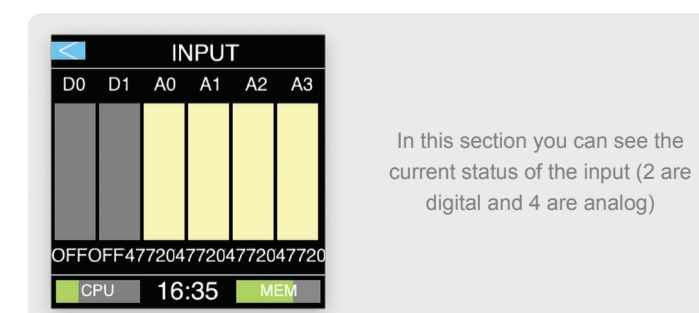 INPUT
D0 D1 A0 A1 A2 A3
OFFOFF47720477204772047720
CPU 16:35 MEM
In this section you can see the
current status of the input (2 are
digital and 4 are analog)